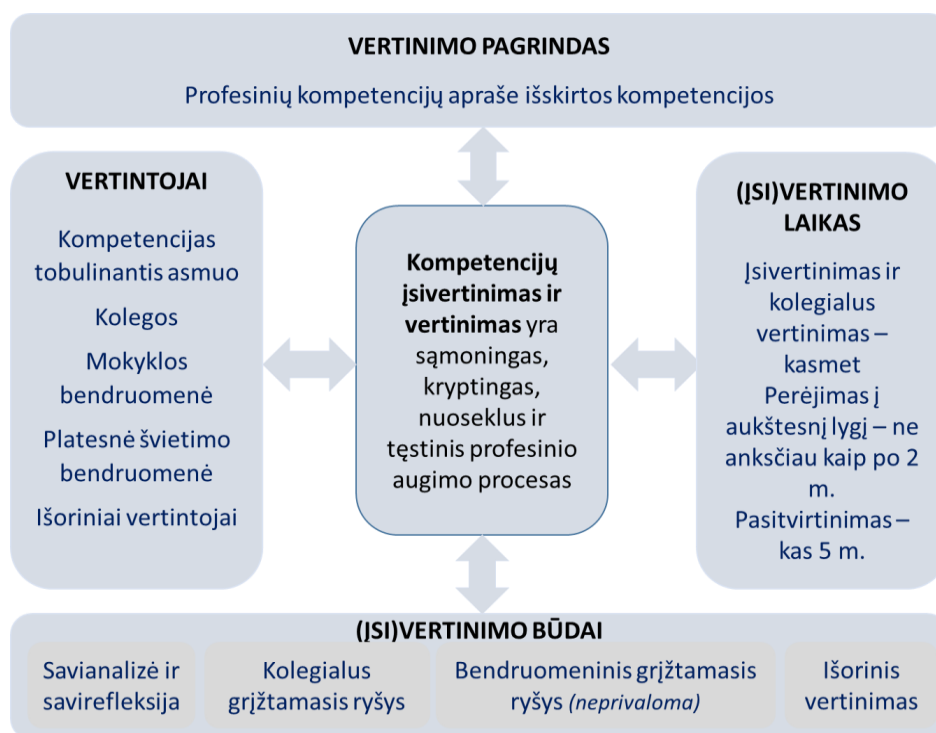 VERTINIMO PAGRINDAS
Profesinių kompetencijų apraše išskirtos kompetencijos
VERTINTOJAI
Kompetencijas
tobulinantis asmuo
Kolegos
Mokyklos
bendruomenė
Platesnė švietimo
bendruomenė
Išoriniai vertintojai
Kompetencijų
įsivertinimas ir
vertinimas yra
sąmoningas,
kryptingas,
nuoseklus ir
tęstinis profesinio
augimo procesas
(ĮSI)VERTINIMO
LAIKAS
Įsivertinimas ir
kolegialus
vertinimas –
kasmet
Perėjimas į
aukštesnį lygį – ne
anksčiau kaip po 2
m.
Pasitvirtinimas –
kas 5 m.
(ĮSI)VERTINIMO BŪDAI
Savianalizė ir
savirefleksija
Kolegialus
grįžtamasis ryšys
Bendruomeninis grįžtamasis
ryšys (neprivaloma)
Išorinis
vertinimas